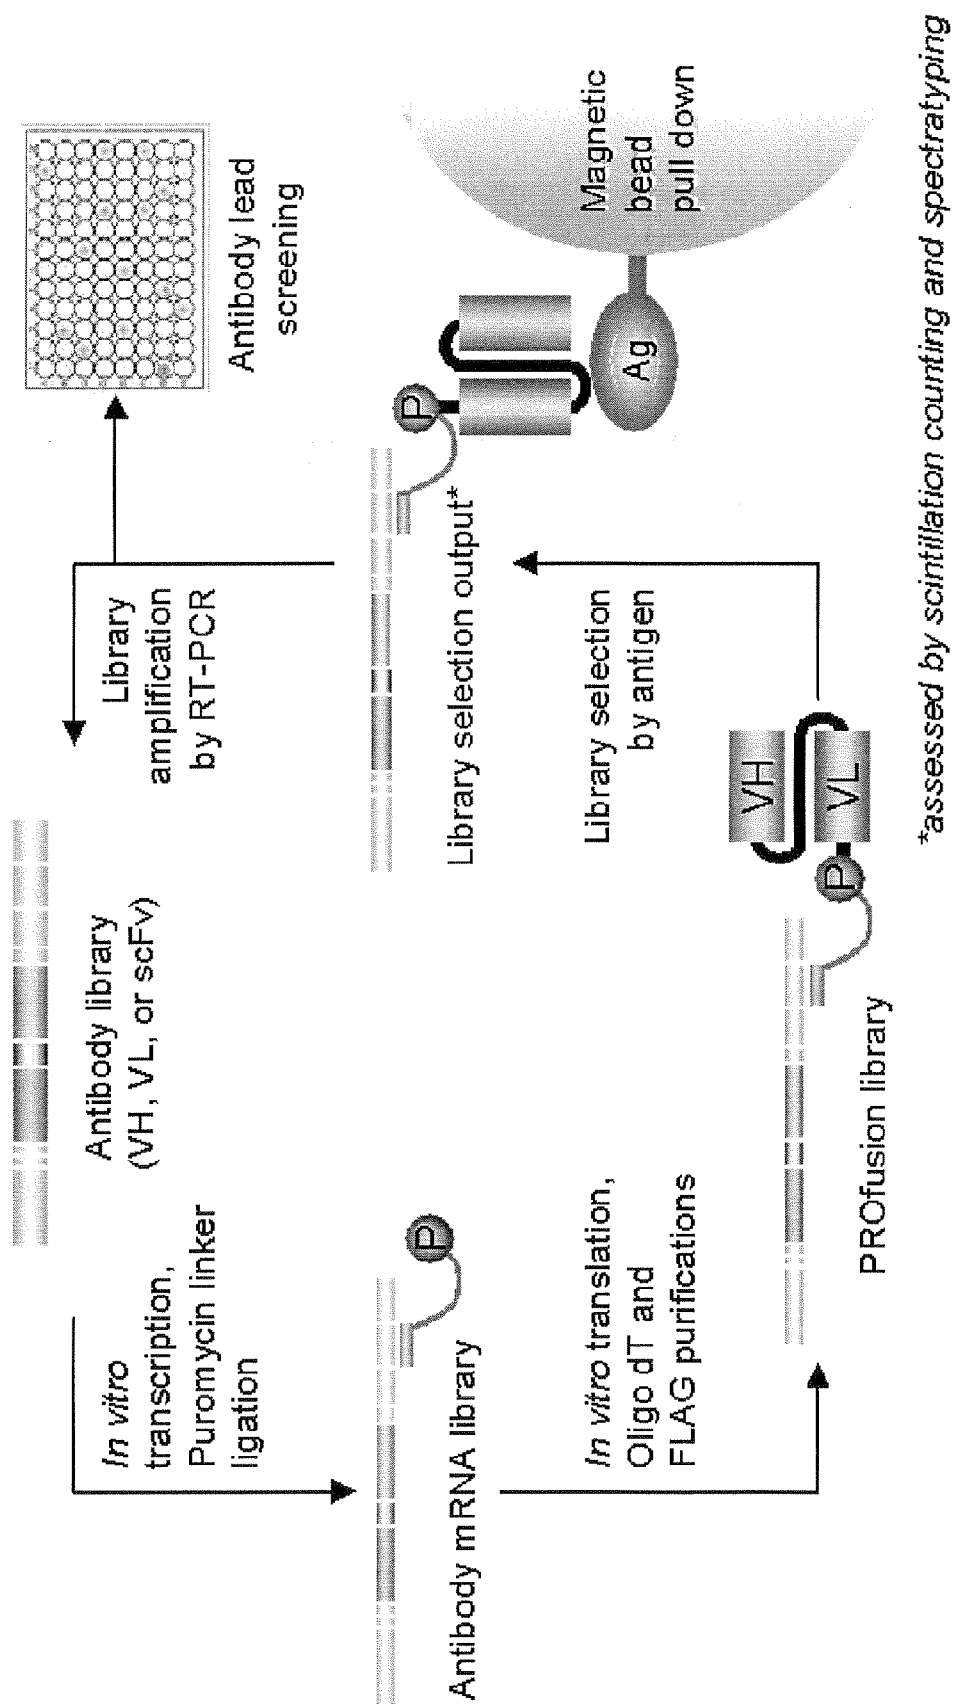 Antibody library
(VH, VL, or scFv)
In vitro
transcription,
Puromycin linker
ligation
P
Antibody mRNA library
In vitro translation,
Oligo dT and
FLAG purifications
PROfusion library
P
VH
VL
Library selection
by antigen
Library selection output*
P
Ag
Magnetic
bead
pull down
Library
amplification
by RT-PCR
Antibody lead
screening
*assessed by scintillation counting and spectratyping